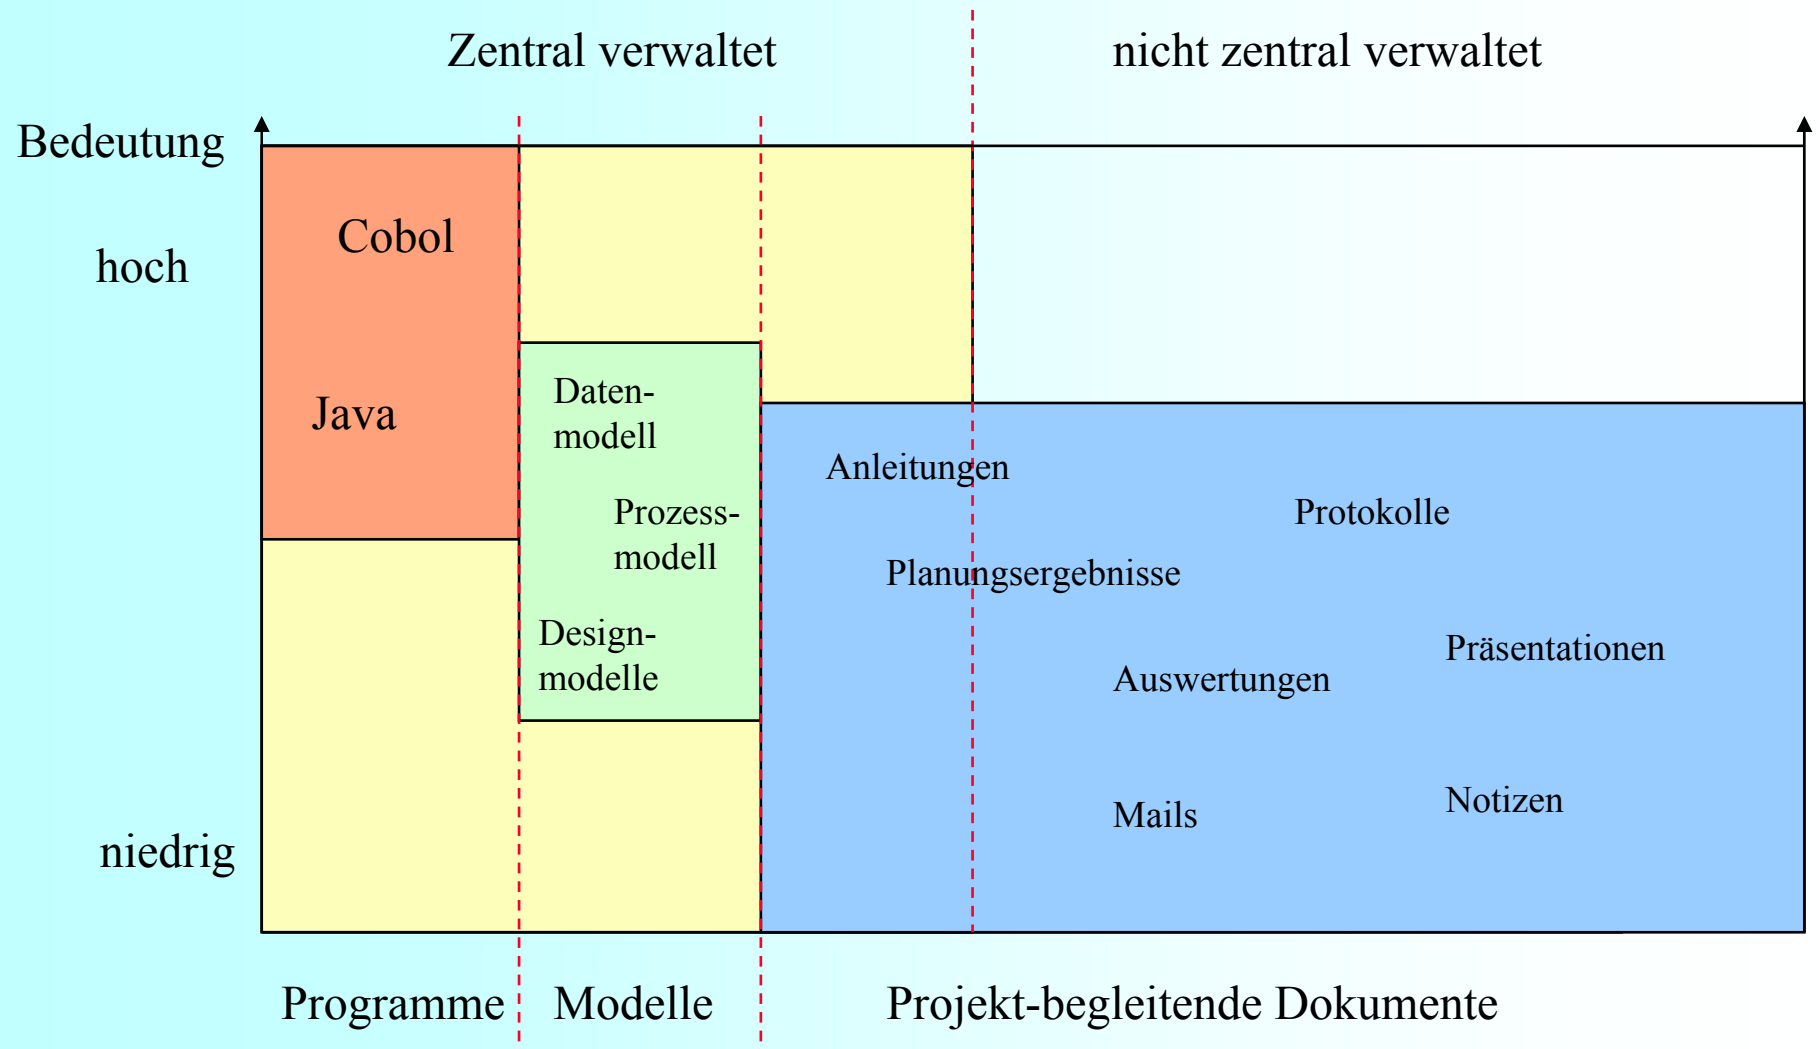 Zentral verwaltet
nicht zentral verwaltet
Bedeutung
hoch
niedrig
Cobol
Java
Daten-
modell
Prozess-
modell
Design-
modelle
Anleitungen
Protokolle
Planungsergebnisse
Präsentationen
Auswertungen
Notizen
Mails
Programme
Modelle
Projekt-begleitende Dokumente